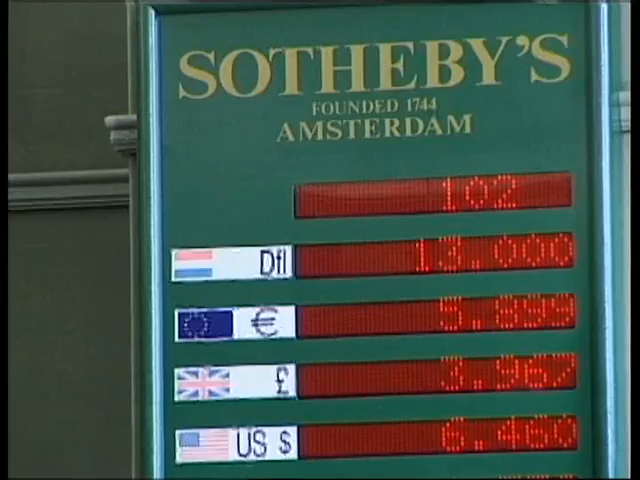 SOTHEBY'S
FOUNDED 1744
AMSTERDAM
102
Dfl 13.000
€ 5.899
£ 3.967
US $ 6.460